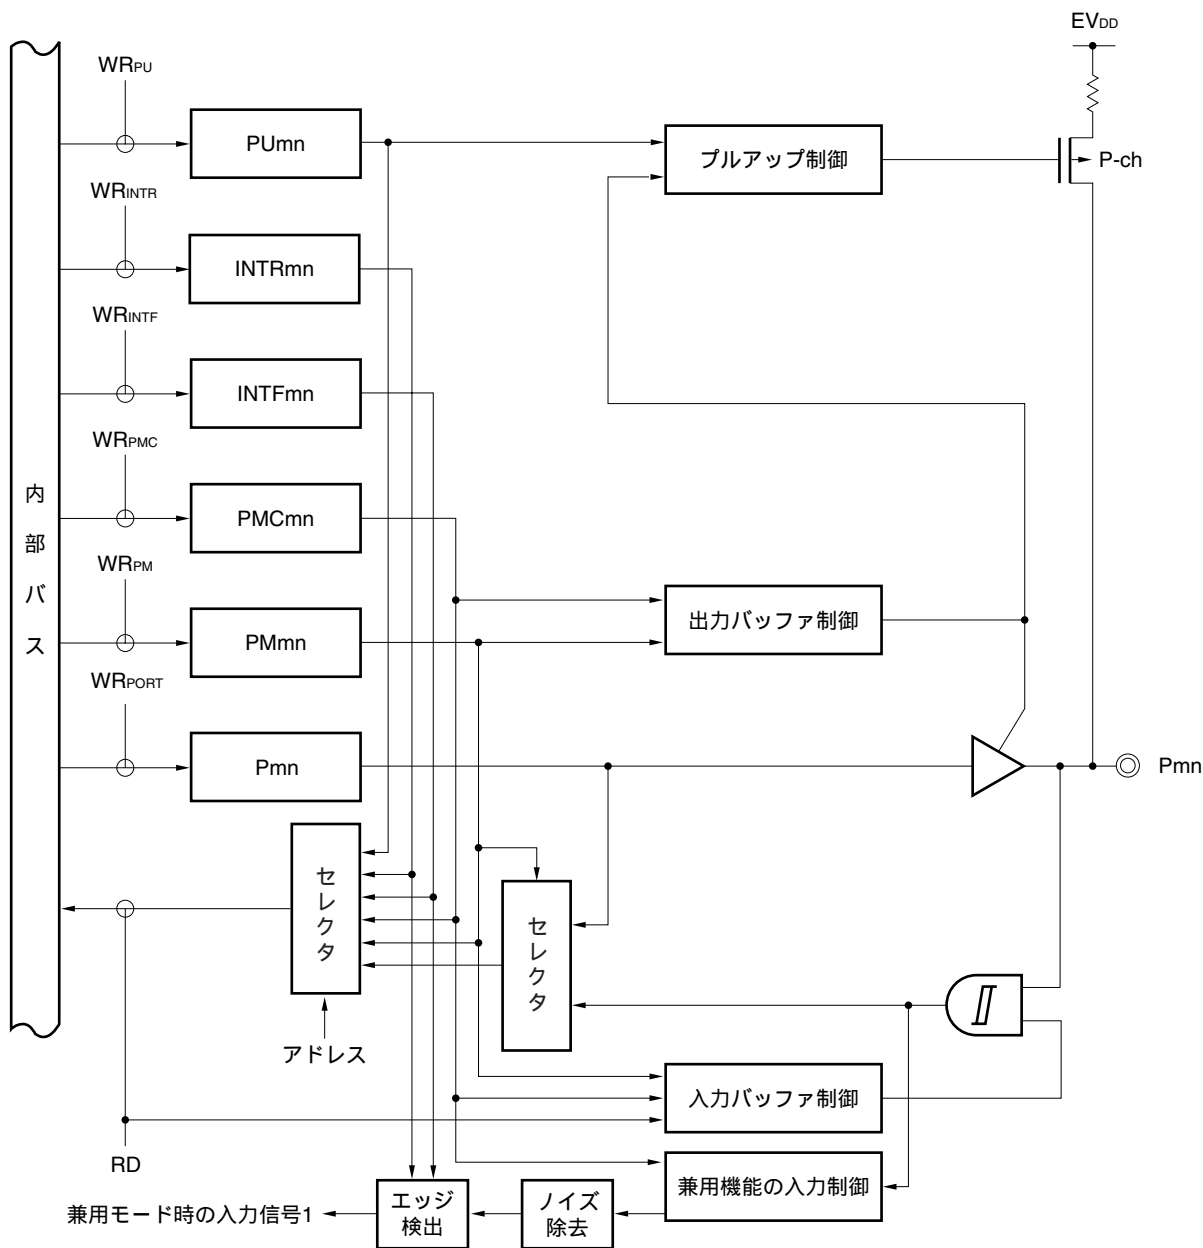 EVDD
WRPU
PUmn
プルアップ制御
P-ch
WRINTR
INTRmn
WRINTF
INTFmn
WRPMC
内部バス
PMCmn
WRPM
PMmn
出力バッファ制御
WRPORT
Pmn
Pmn
セレクタ
セレクタ
アドレス
入力バッファ制御
RD
兼用機能の入力制御
兼用モード時の入力信号1
エッジ
検出
ノイズ
除去